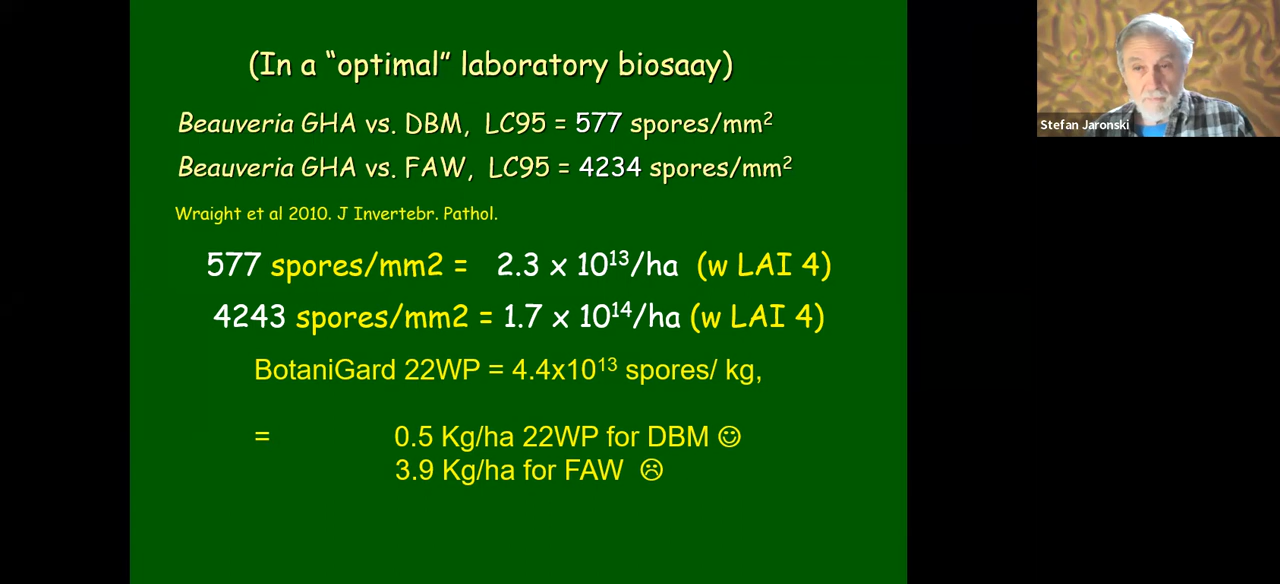 (In a “optimal” laboratory biosaay)
Beauveria GHA vs. DBM, LC95 = 577 spores/mm²
Beauveria GHA vs. FAW, LC95 = 4234 spores/mm²
Wraight et al 2010. J Invertebr. Pathol.
577 spores/mm2 = 2.3 x 10¹³/ha (w LAI 4)
4243 spores/mm2 = 1.7 x 10¹⁴/ha (w LAI 4)
BotaniGard 22WP = 4.4x10¹³ spores/ kg,
= 0.5 Kg/ha 22WP for DBM ☺
3.9 Kg/ha for FAW ☹
Stefan Jaronski